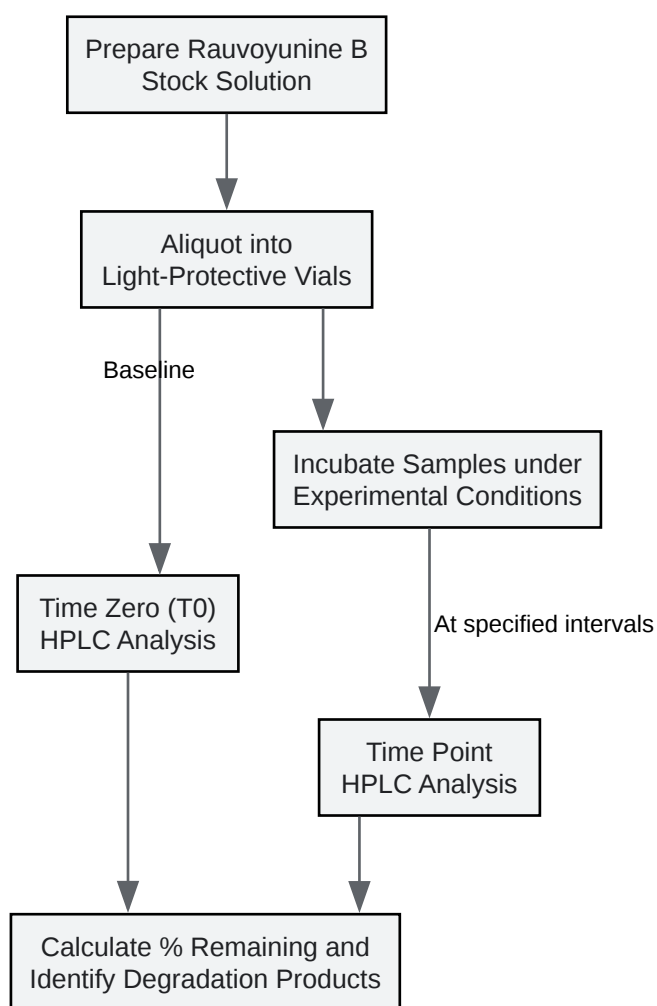 Prepare Rauvoyunine B
Stock Solution
Aliquot into
Light-Protective Vials
Baseline
Incubate Samples under
Experimental Conditions
Time Zero (T0)
HPLC Analysis
At specified intervals
Time Point
HPLC Analysis
Calculate % Remaining and
Identify Degradation Products